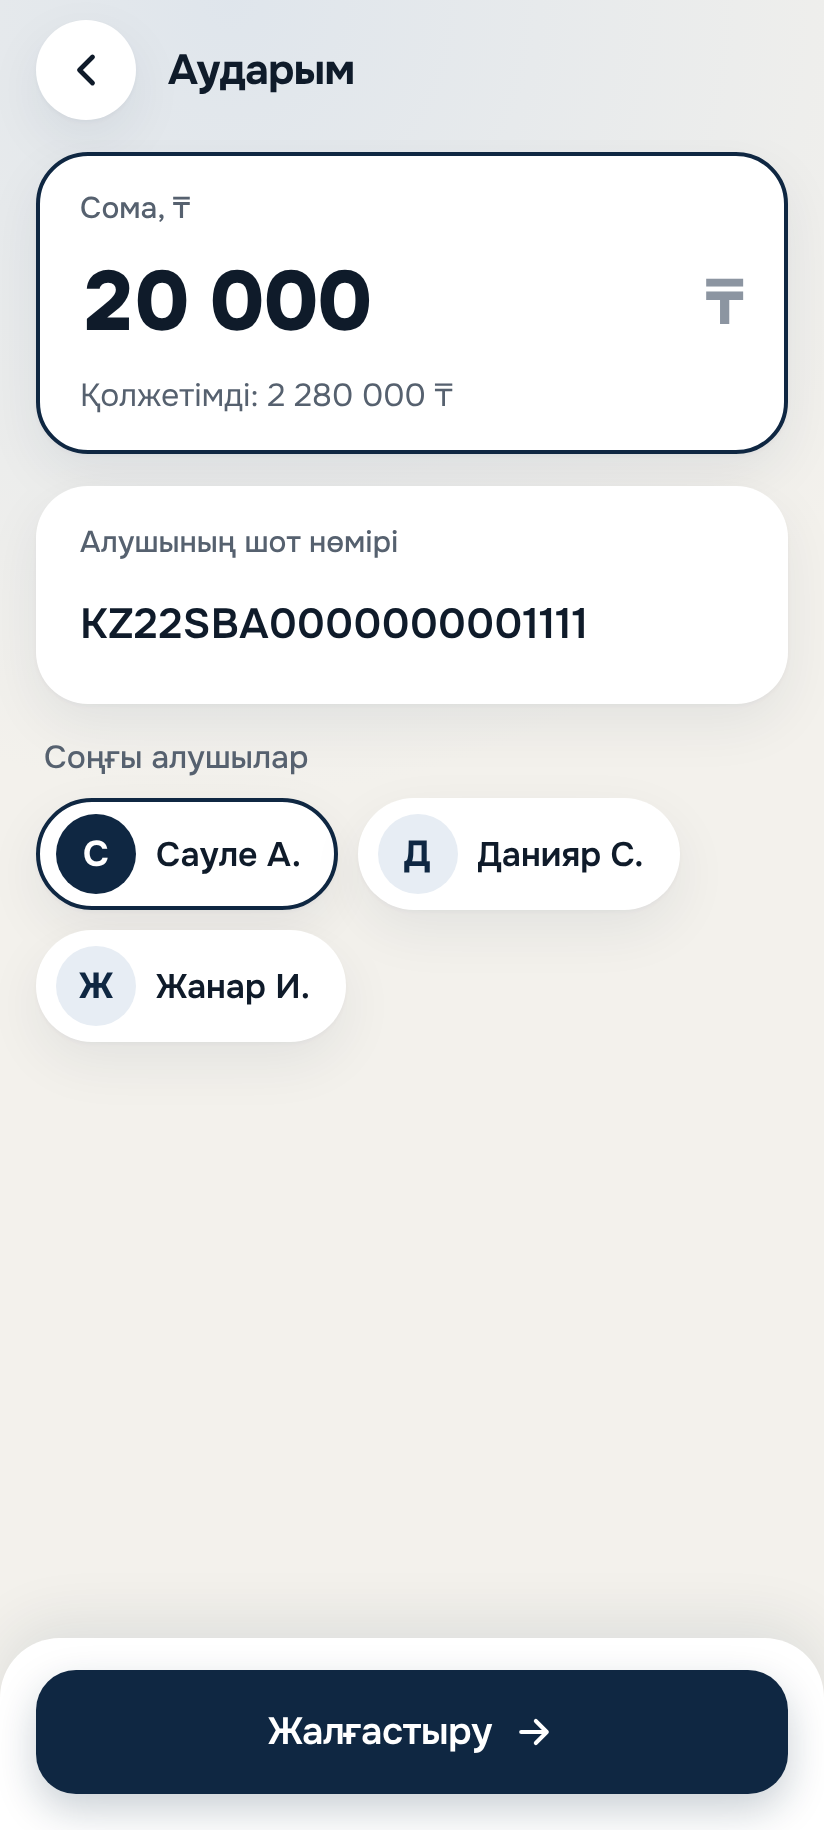 Аударым
Сома, ₸
20 000 ₸
Қолжетімді: 2 280 000 ₸
Алушының шот нөмірі
KZ22SBA0000000001111
Соңғы алушылар
С Сауле А.
Д Данияр С.
Ж Жанар И.
Жалғастыру →